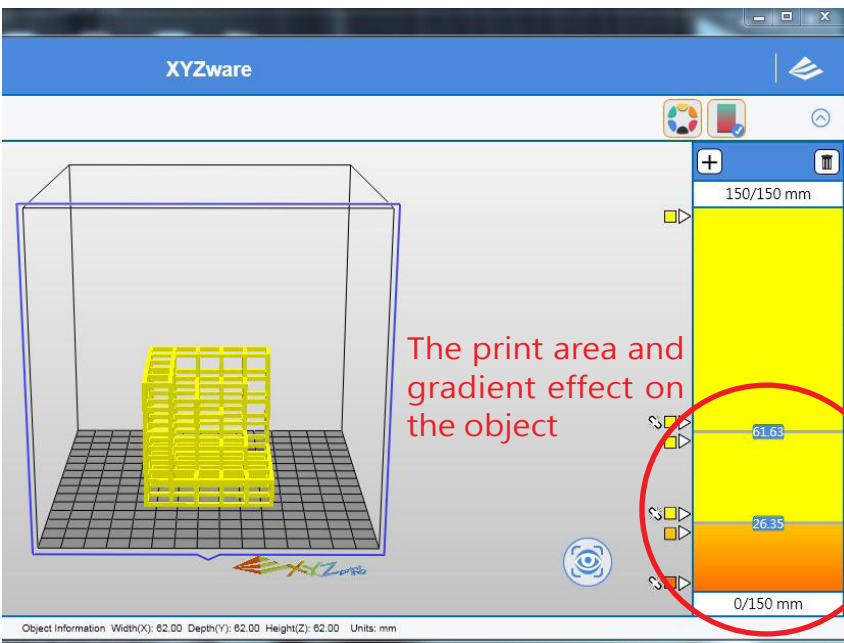 XYZware
150/150 mm
The print area and
gradient effect on
the object
61.63
26.35
XYZprinting
0/150 mm
Object Information Width(X): 62.00 Depth(Y): 62.00 Height(Z): 62.00 Units: mm